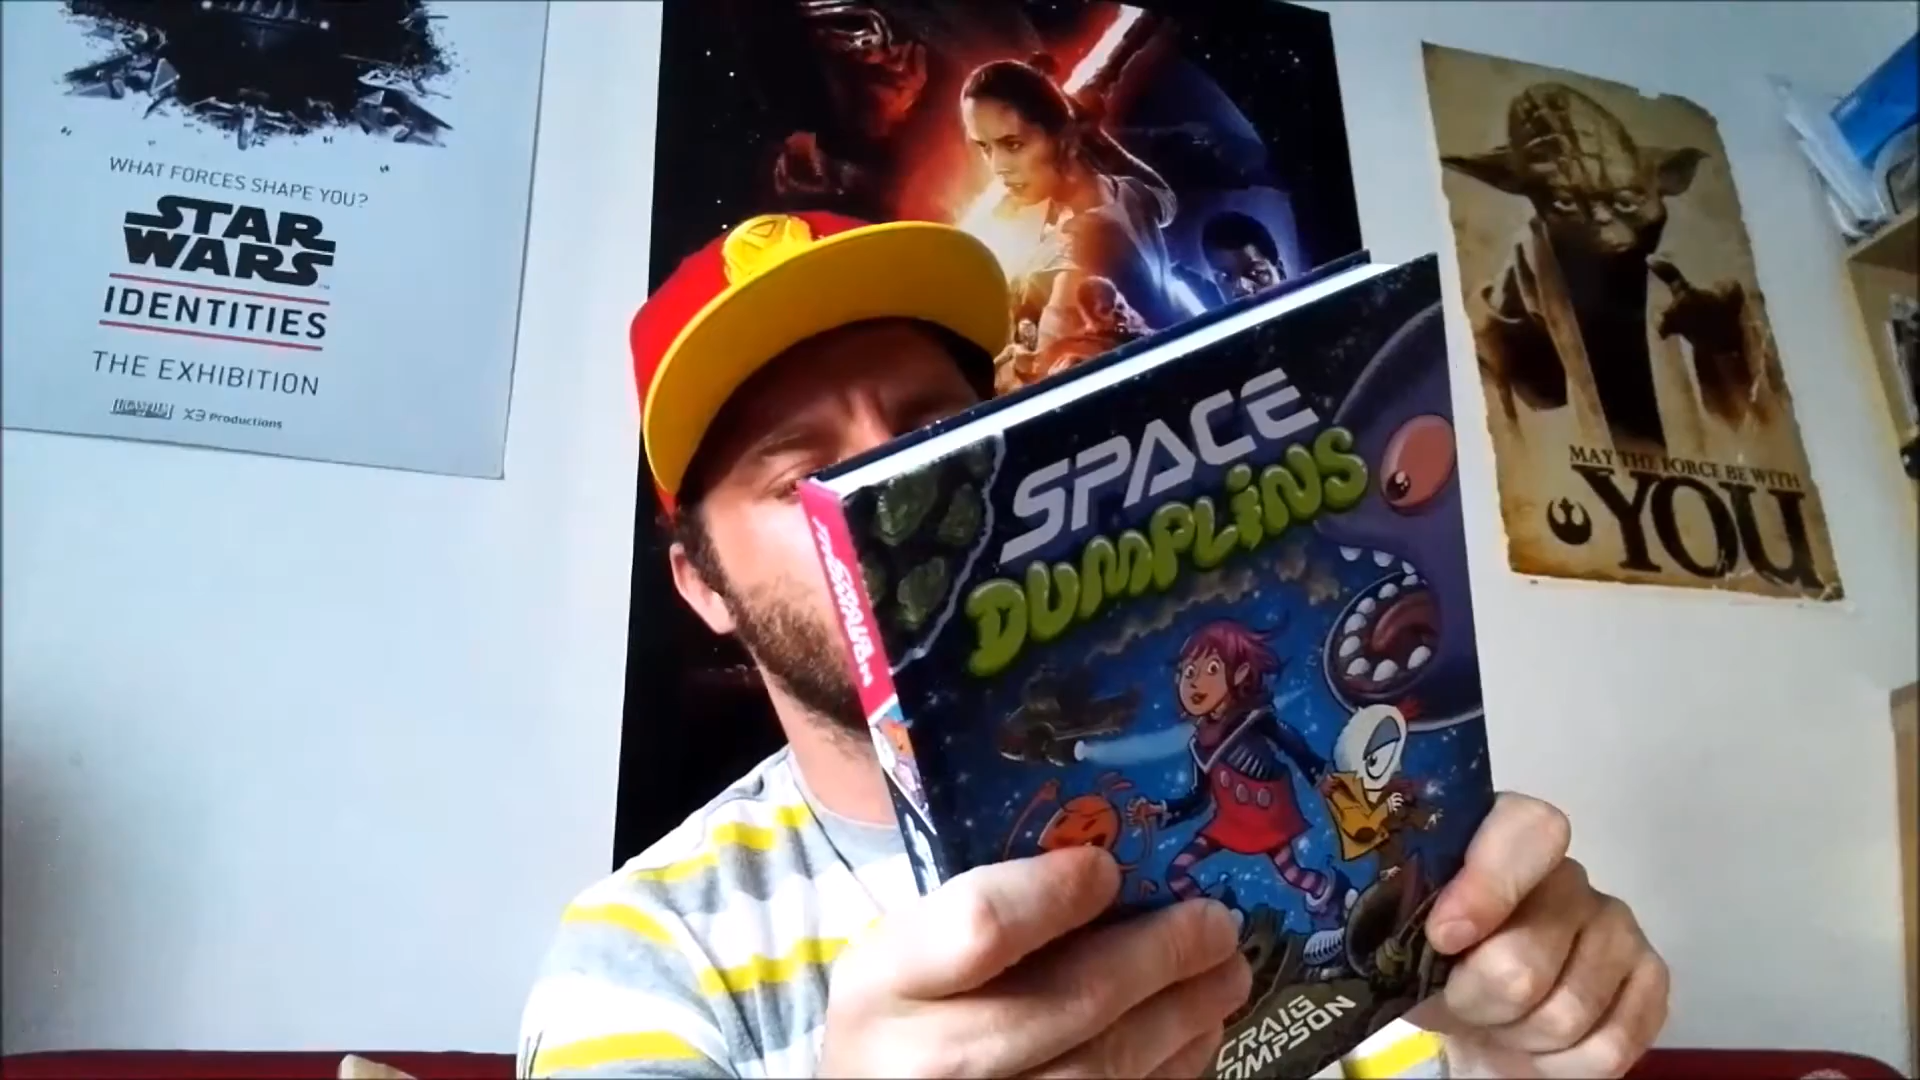 WHAT FORCES SHAPE YOU?
STAR
WARS
IDENTITIES
THE EXHIBITION
X3 Productions
SPACE
DUMPLiNS
CRAIG
MAY THE FORCE BE WITH
YOU